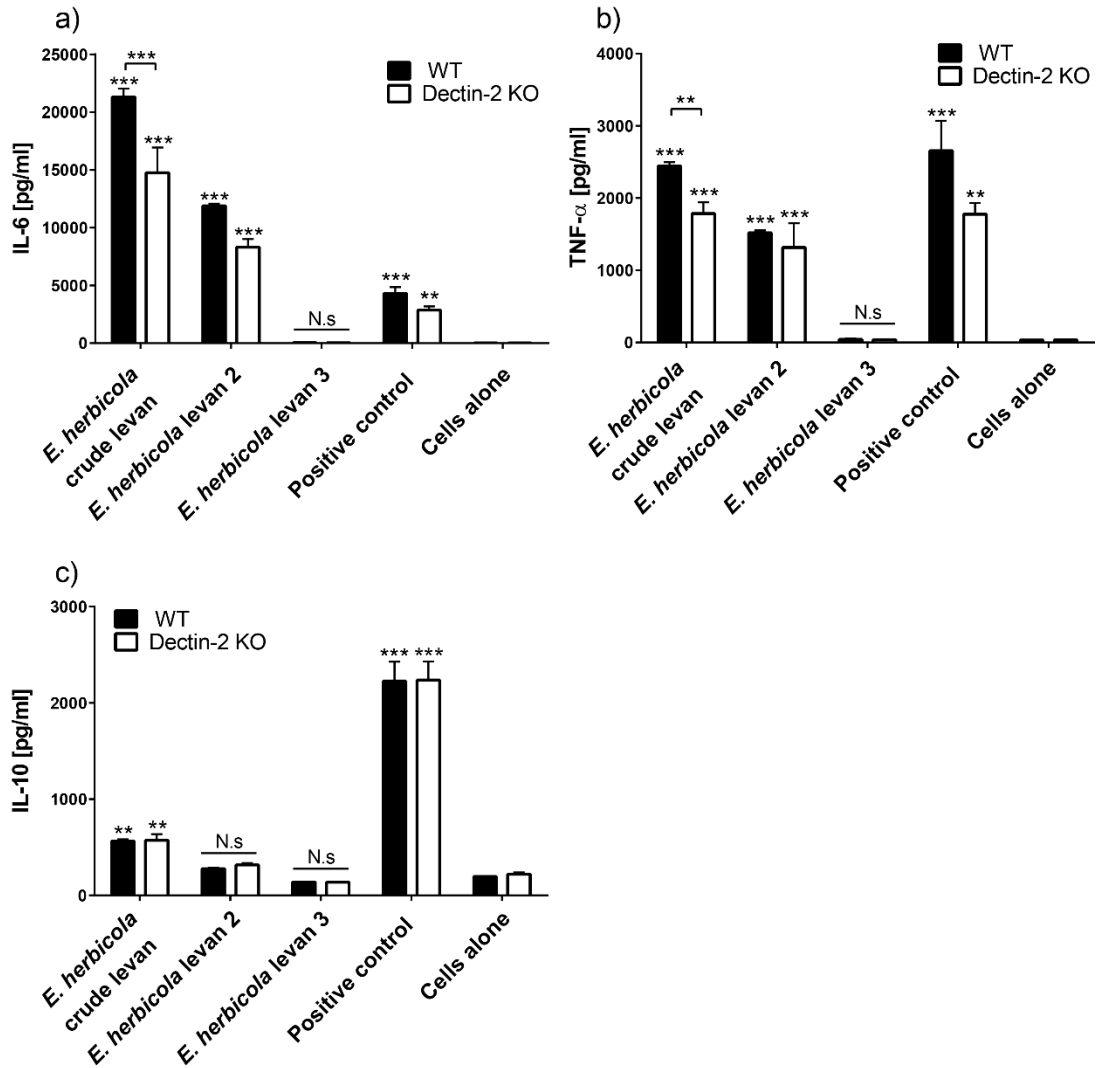 a)
***
WT
Dectin-2 KO
25000
20000
15000
10000
5000
0
IL-6 [pg/ml]
***
***
***
***
N.s
***
**
E. herbicola
crude levan
E. herbicola levan 2
E. herbicola levan 3
Positive control
Cells alone
b)
WT
Dectin-2 KO
4000
3000
2000
1000
0
TNF-α [pg/ml]
**
***
***
***
***
N.s
***
**
E. herbicola
crude levan
E. herbicola levan 2
E. herbicola levan 3
Positive control
Cells alone
c)
WT
Dectin-2 KO
3000
2000
1000
0
IL-10 [pg/ml]
**
**
N.s
N.s
***
***
E. herbicola
crude levan
E. herbicola levan 2
E. herbicola levan 3
Positive control
Cells alone